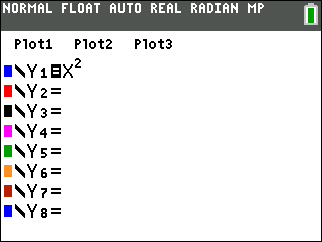 NORMAL FLOAT AUTO REAL RADIAN MP
Plot1 Plot2 Plot3
\Y₁=X²
\Y₂=
\Y₃=
\Y₄=
\Y₅=
\Y₆=
\Y₇=
\Y₈=